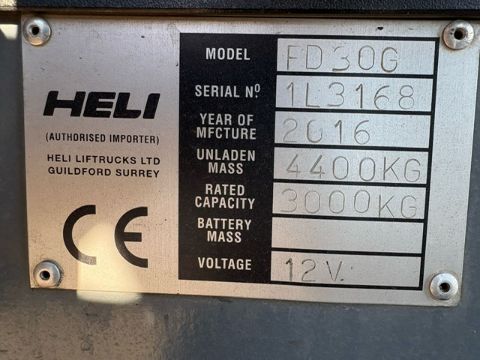 HELI
(AUTHORISED IMPORTER)
HELI LIFTRUCKS LTD
GUILDFORD SURREY
CE
MODEL FD30G
SERIAL Nº 1L3168
YEAR OF MFCTURE 2016
UNLADEN MASS 4400KG
RATED CAPACITY 3000KG
BATTERY MASS
VOLTAGE 12V.